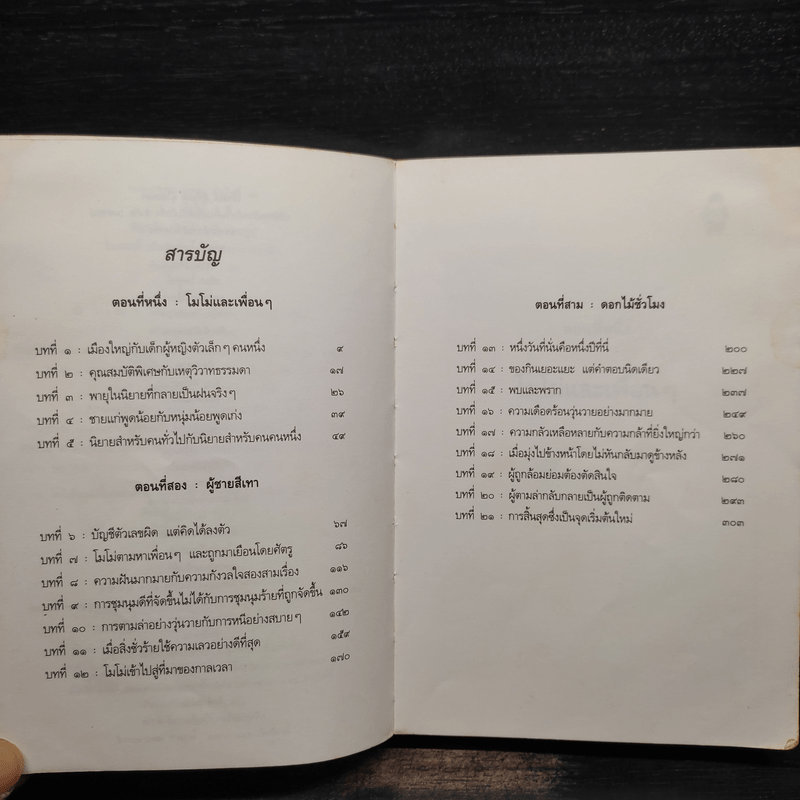 สารบัญ
ตอนที่หนึ่ง : โมโม่และเพื่อนๆ
บทที่ ๑ : เมืองใหญ่กับเด็กผู้หญิงตัวเล็กๆ คนหนึ่ง ๙
บทที่ ๒ : คุณสมบัติพิเศษกับเหตุวิวาทธรรมดา ๑๗
บทที่ ๓ : พายุในนิยายที่กลายเป็นฝนจริงๆ ๒๖
บทที่ ๔ : ชายแก่พูดน้อยกับหนุ่มน้อยพูดเก่ง ๓๙
บทที่ ๕ : นิยายสำหรับคนทั่วไปกับนิยายสำหรับคนคนหนึ่ง ๔๙
ตอนที่สอง : ผู้ชายสีเทา
บทที่ ๖ : บัญชีตัวเลขผิด แต่คิดได้ลงตัว ๖๗
บทที่ ๗ : โมโม่ตามหาเพื่อนๆ และถูกมาเยือนโดยศัตรู ๘๖
บทที่ ๘ : ความฝันมากมายกับความกังวลใจสองสามเรื่อง ๑๑๖
บทที่ ๙ : การชุมนุมดีที่จัดขึ้นไม่ได้กับการชุมนุมร้ายที่ถูกจัดขึ้น ๑๓๐
บทที่ ๑๐ : การตามล่าอย่างวุ่นวายกับการหนีอย่างสบายๆ ๑๔๒
บทที่ ๑๑ : เมื่อสิ่งชั่วร้ายใช้ความเลวอย่างดีที่สุด ๑๕๙
บทที่ ๑๒ : โมโม่เข้าไปสู่ที่มาของกาลเวลา ๑๗๐
ตอนที่สาม : ดอกไม้ชั่วโมง
บทที่ ๑๓ : หนึ่งวันที่นั่นคือหนึ่งปีที่นี่ ๒๐๐
บทที่ ๑๔ : ของกินเยอะแยะ แต่คำตอบนิดเดียว ๒๒๗
บทที่ ๑๕ : พบและพราก ๒๓๗
บทที่ ๑๖ : ความเดือดร้อนวุ่นวายอย่างมากมาย ๒๔๙
บทที่ ๑๗ : ความกลัวเหลือหลายกับความกล้าที่ยิ่งใหญ่กว่า ๒๖๐
บทที่ ๑๘ : เมื่อมุ่งไปข้างหน้าโดยไม่หันกลับมาดูข้างหลัง ๒๗๑
บทที่ ๑๙ : ผู้ถูกล้อมย่อมต้องตัดสินใจ ๒๘๐
บทที่ ๒๐ : ผู้ตามล่ากลับกลายเป็นผู้ถูกติดตาม ๒๙๓
บทที่ ๒๑ : การสิ้นสุดซึ่งเป็นจุดเริ่มต้นใหม่ ๓๐๓